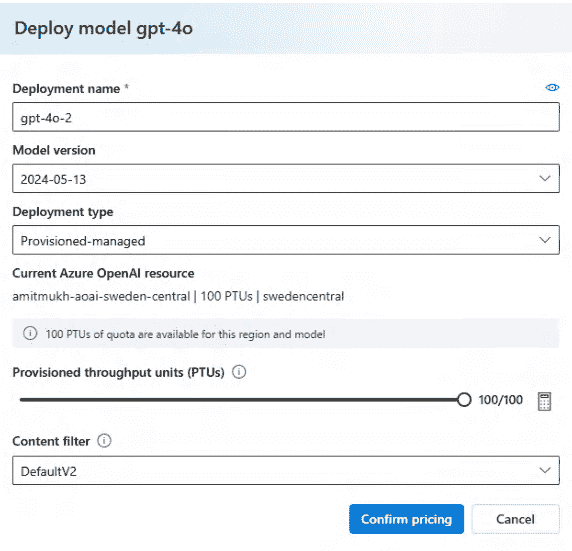 Deploy model gpt-4o
Deployment name *
gpt-4o-2
Model version
2024-05-13
Deployment type
Provisioned-managed
Current Azure OpenAI resource
amitmukh-aoai-sweden-central | 100 PTUs | swedencentral
100 PTUs of quota are available for this region and model
Provisioned throughput units (PTUs)
100/100
Content filter
DefaultV2
Confirm pricing Cancel